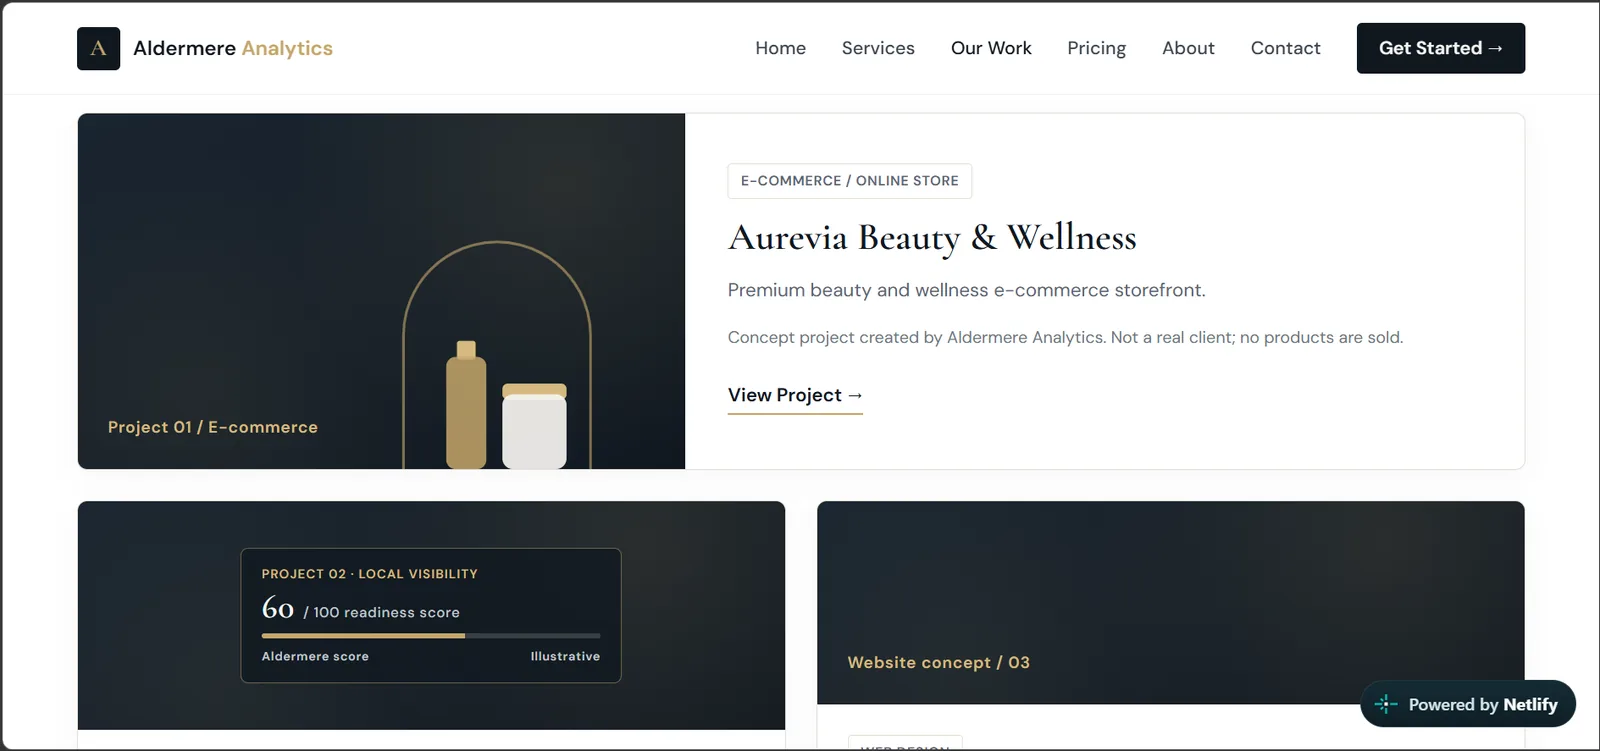 A
Aldermere Analytics
Home
Services
Our Work
Pricing
About
Contact
Get Started →
Project 01 / E-commerce
E-COMMERCE / ONLINE STORE
Aurevia Beauty & Wellness
Premium beauty and wellness e-commerce storefront.
Concept project created by Aldermere Analytics. Not a real client; no products are sold.
View Project →
PROJECT 02 · LOCAL VISIBILITY
60 / 100 readiness score
Aldermere score
Illustrative
Website concept / 03
WEB DESIGN
Powered by Netlify